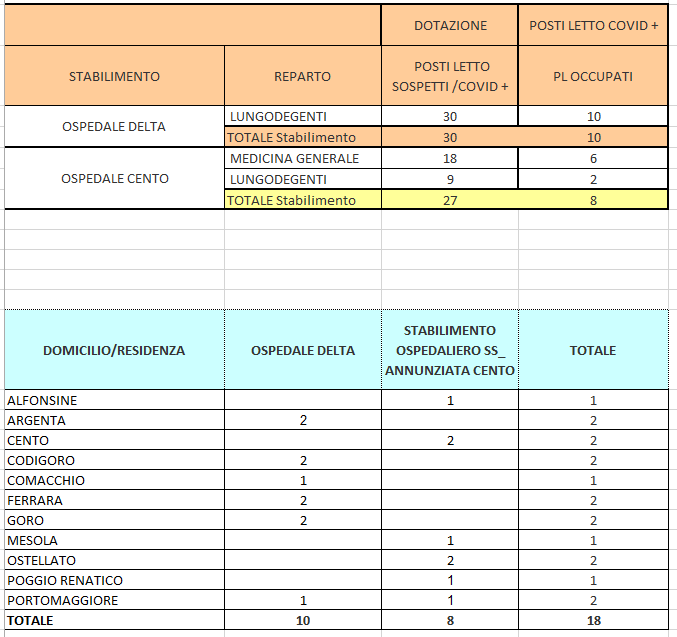 DOTAZIONE POSTI LETTO COVID +
STABILIMENTO REPARTO POSTI LETTO SOSPETTI /COVID + PL OCCUPATI
OSPEDALE DELTA
LUNGODEGENTI 30 10
TOTALE Stabilimento 30 10
OSPEDALE CENTO
MEDICINA GENERALE 18 6
LUNGODEGENTI 9 2
TOTALE Stabilimento 27 8
DOMICILIO/RESIDENZA OSPEDALE DELTA STABILIMENTO OSPEDALIERO SS_ ANNUNZIATA CENTO TOTALE
ALFONSINE 1 1
ARGENTA 2 2
CENTO 2 2
CODIGORO 2 2
COMACCHIO 1 1
FERRARA 2 2
GORO 2 2
MESOLA 1 1
OSTELLATO 2 2
POGGIO RENATICO 1 1
PORTOMAGGIORE 1 1 2
TOTALE 10 8 18